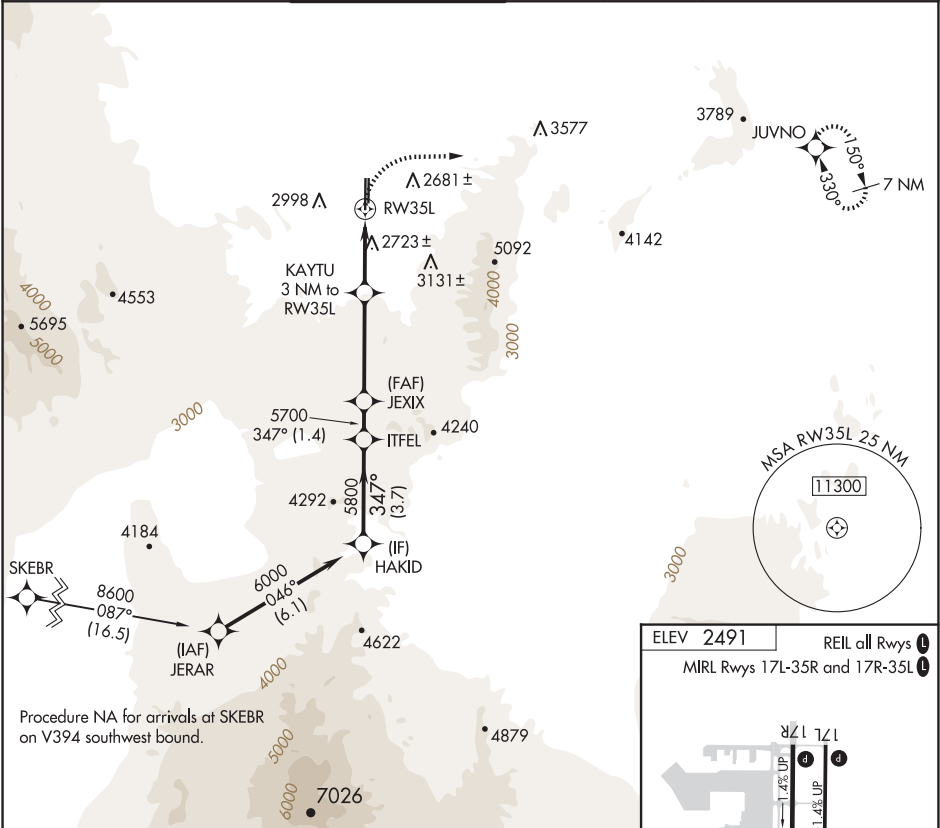 3789
JUVNO
150°
330°
7 NM
3577
2681±
2998
RW35L
2723±
5092
4142
3131±
KAYTU
3 NM to
RW35L
4000
3000
4000
4553
5695
5000
3000
(FAF)
JEXIX
5700
347° (1.4)
ITFEL
4240
MSA RW35L 25 NM
11300
4292
5800
347°
(3.7)
4184
(IF)
HAKID
3000
SKEBR
8600
087°
(16.5)
6000
046°
(6.1)
(IAF)
JERAR
4622
4000
Procedure NA for arrivals at SKEBR
on V394 southwest bound.
5000
4879
6000
7026
ELEV 2491
REIL all Rwys L
MIRL Rwys 17L-35R and 17R-35L L
17R
17L
P
P
1.4% UP
1.4% UP